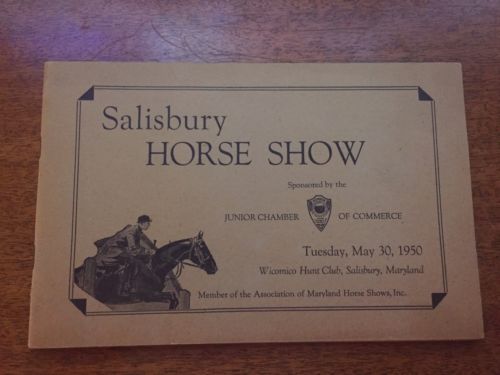 Salisbury
HORSE SHOW
Sponsored by the
JUNIOR CHAMBER OF COMMERCE
Tuesday, May 30, 1950
Wicomico Hunt Club, Salisbury, Maryland
Member of the Association of Maryland Horse Shows, Inc.